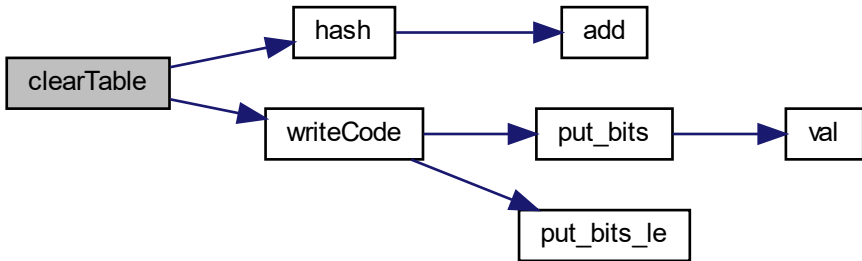 hash
add
clearTable
writeCode
put_bits
val
put_bits_le